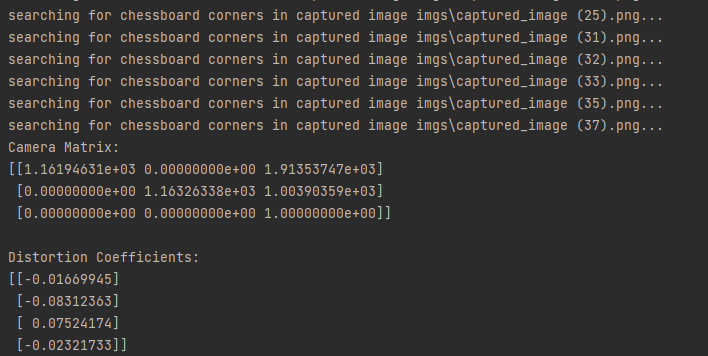 searching for chessboard corners in captured image imgs\captured_image (25).png...
searching for chessboard corners in captured image imgs\captured_image (31).png...
searching for chessboard corners in captured image imgs\captured_image (32).png...
searching for chessboard corners in captured image imgs\captured_image (33).png...
searching for chessboard corners in captured image imgs\captured_image (35).png...
searching for chessboard corners in captured image imgs\captured_image (37).png...
Camera Matrix:
[[1.16194631e+03 0.00000000e+00 1.91353747e+03]
 [0.00000000e+00 1.16326338e+03 1.00390359e+03]
 [0.00000000e+00 0.00000000e+00 1.00000000e+00]]

Distortion Coefficients:
[[-0.01669945]
 [-0.08312363]
 [ 0.07524174]
 [-0.02321733]]